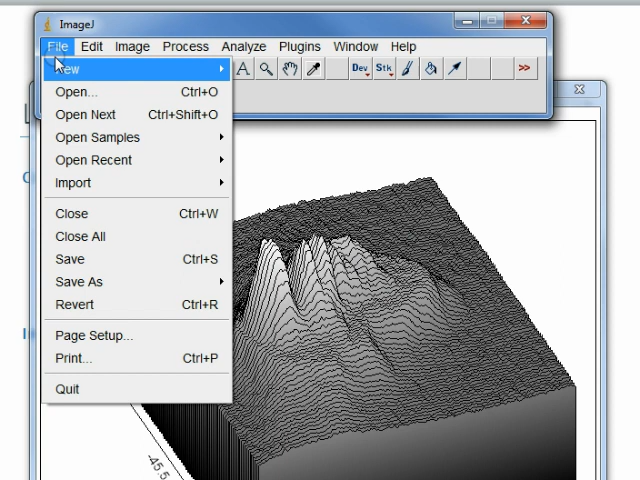 ImageJ
File Edit Image Process Analyze Plugins Window Help
Dev Stk >>
New
Open... Ctrl+O
Open Next Ctrl+Shift+O
Open Samples
Open Recent
Import
Close Ctrl+W
Close All
Save Ctrl+S
Save As
Revert Ctrl+R
Page Setup...
Print... Ctrl+P
Quit
-45.5